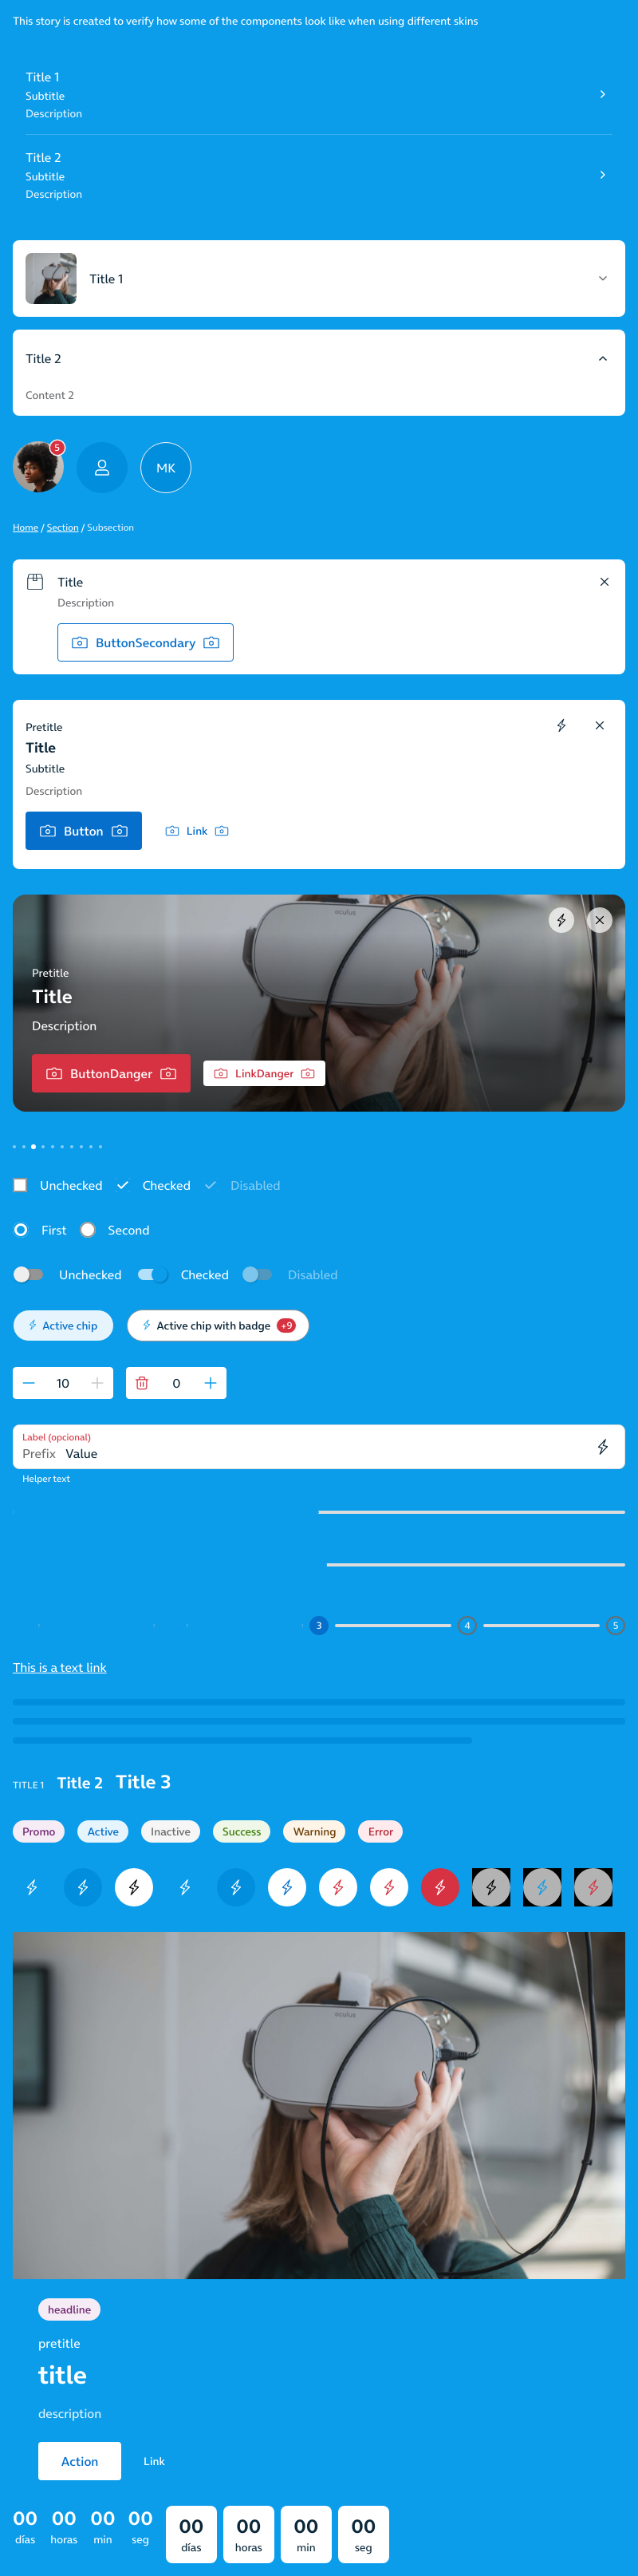 This story is created to verify how some of the components look like when using different skins
Title 1
Subtitle
Description
Title 2
Subtitle
Description
Title 1
Title 2
Content 2
5
MK
Home / Section / Subsection
Title
Description
ButtonSecondary
Pretitle
Title
Subtitle
Description
Button Link
oculus
Pretitle
Title
Description
ButtonDanger LinkDanger
Unchecked Checked Disabled
First Second
Unchecked Checked Disabled
Active chip Active chip with badge +9
10 0
Label (opcional)
Prefix Value
Helper text
3 4 5
This is a text link
TITLE 1 Title 2 Title 3
Promo Active Inactive Success Warning Error
oculus
headline
pretitle
title
description
Action Link
00 00 00 00 00 00 00 00
días horas min seg días horas min seg